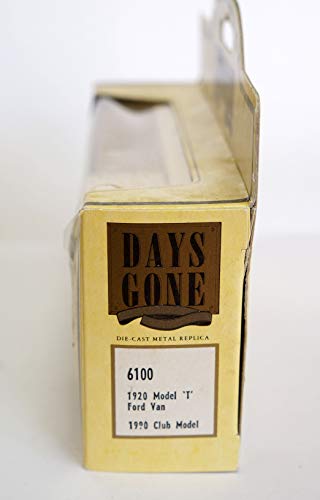 DAYS
GONE
DIE-CAST METAL REPLICA
6100
1920 Model 'T'
Ford Van
1990 Club Model